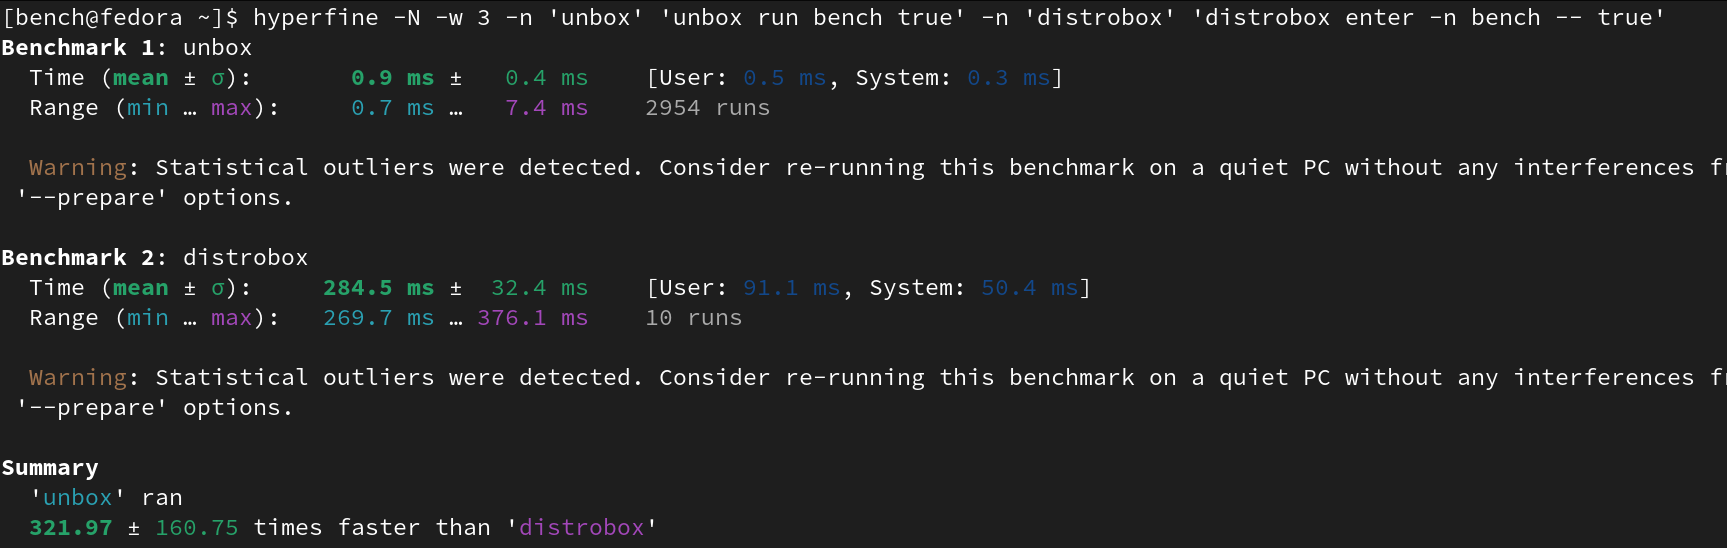 [bench@fedora ~]$ hyperfine -N -w 3 -n 'unbox' 'unbox run bench true' -n 'distrobox' 'distrobox enter -n bench -- true'
Benchmark 1: unbox
  Time (mean ± σ):       0.9 ms ±   0.4 ms    [User: 0.5 ms, System: 0.3 ms]
  Range (min … max):     0.7 ms …   7.4 ms    2954 runs

  Warning: Statistical outliers were detected. Consider re-running this benchmark on a quiet PC without any interferences
 '--prepare' options.

Benchmark 2: distrobox
  Time (mean ± σ):     284.5 ms ±  32.4 ms    [User: 91.1 ms, System: 50.4 ms]
  Range (min … max):   269.7 ms … 376.1 ms    10 runs

  Warning: Statistical outliers were detected. Consider re-running this benchmark on a quiet PC without any interferences
 '--prepare' options.

Summary
  'unbox' ran
  321.97 ± 160.75 times faster than 'distrobox'